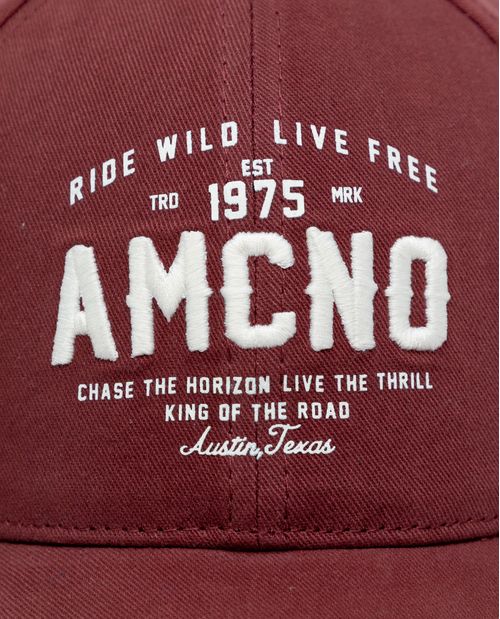 RIDE WILD LIVE FREE
EST
TRD 1975 MRK
AMCNO
CHASE THE HORIZON LIVE THE THRILL
KING OF THE ROAD
Austin, Texas